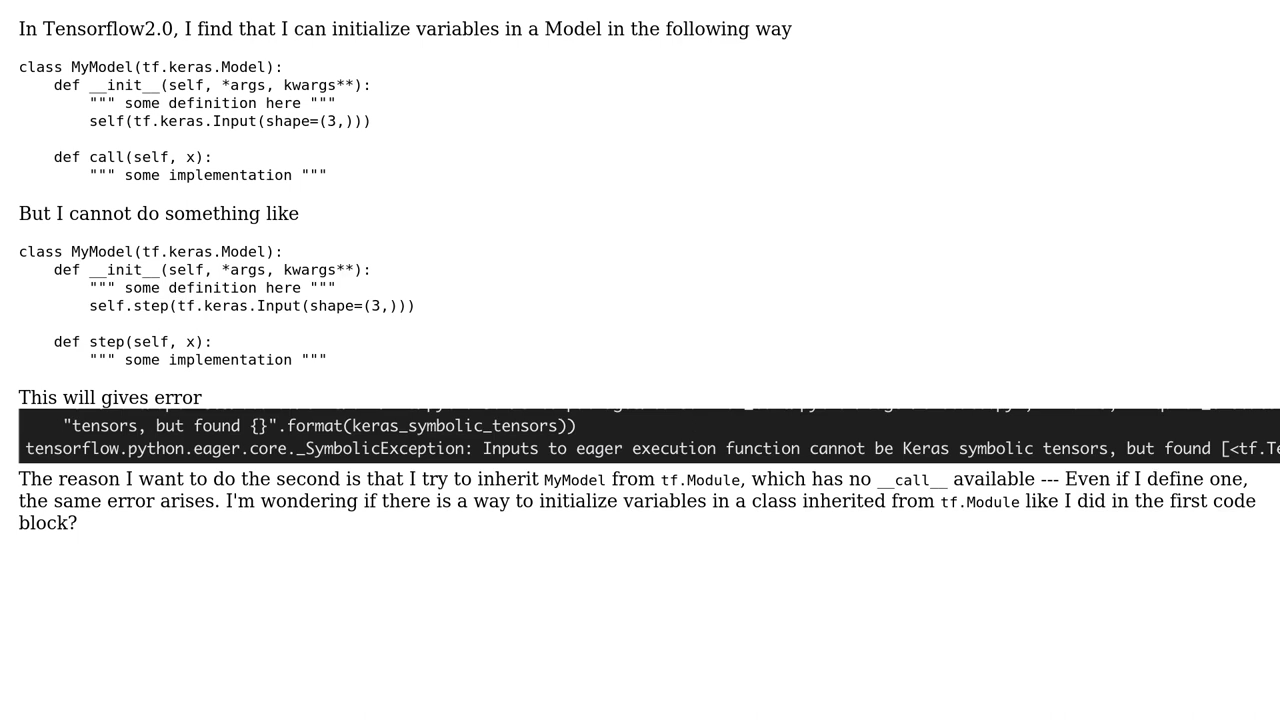 In Tensorflow2.0, I find that I can initialize variables in a Model in the following way
class MyModel(tf.keras.Model):
    def __init__(self, *args, kwargs**):
        """ some definition here """
        self(tf.keras.Input(shape=(3,)))
    def call(self, x):
        """ some implementation """
But I cannot do something like
class MyModel(tf.keras.Model):
    def __init__(self, *args, kwargs**):
        """ some definition here """
        self.step(tf.keras.Input(shape=(3,)))
    def step(self, x):
        """ some implementation """
This will gives error
    "tensors, but found {}".format(keras_symbolic_tensors))
tensorflow.python.eager.core._SymbolicException: Inputs to eager execution function cannot be Keras symbolic tensors, but found [<tf.Te
The reason I want to do the second is that I try to inherit MyModel from tf.Module, which has no __call__ available --- Even if I define one,
the same error arises. I'm wondering if there is a way to initialize variables in a class inherited from tf.Module like I did in the first code
block?